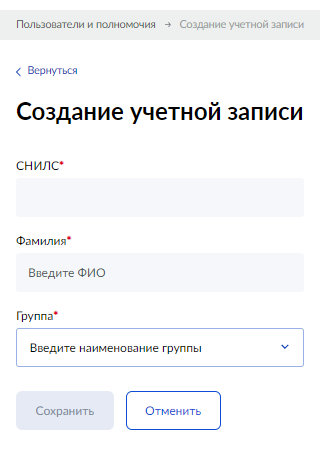 Пользователи и полномочия → Создание учетной записи
Вернуться
Создание учетной записи
СНИЛС*
Фамилия*
Введите ФИО
Группа*
Введите наименование группы
Сохранить
Отменить